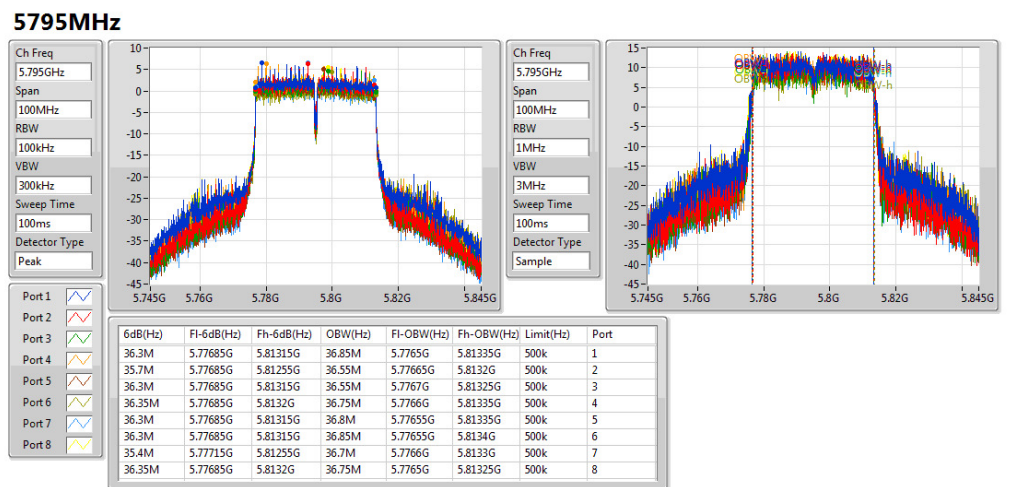 5795MHz
Ch Freq
5.795GHz
Span
100MHz
RBW
100kHz
VBW
300kHz
Sweep Time
100ms
Detector Type
Peak
10
5
0
-5
-10
-15
-20
-25
-30
-35
-40
-45
5.745G 5.76G 5.78G 5.8G 5.82G 5.845G
Ch Freq
5.795GHz
Span
100MHz
RBW
1MHz
VBW
3MHz
Sweep Time
100ms
Detector Type
Sample
15
10
5
0
-5
-10
-15
-20
-25
-30
-35
-40
-45
5.745G 5.76G 5.78G 5.8G 5.82G 5.845G
Port 1
Port 2
Port 3
Port 4
Port 5
Port 6
Port 7
Port 8
6dB(Hz) Fl-6dB(Hz) Fh-6dB(Hz) OBW(Hz) Fl-OBW(Hz) Fh-OBW(Hz) Limit(Hz) Port
36.3M 5.77685G 5.81315G 36.85M 5.7765G 5.81335G 500k 1
35.7M 5.77685G 5.81255G 36.55M 5.77665G 5.8132G 500k 2
36.3M 5.77685G 5.81315G 36.55M 5.7767G 5.81325G 500k 3
36.35M 5.77685G 5.8132G 36.75M 5.7766G 5.81335G 500k 4
36.3M 5.77685G 5.81315G 36.8M 5.77655G 5.81335G 500k 5
36.3M 5.77685G 5.81315G 36.85M 5.77655G 5.8134G 500k 6
35.4M 5.77715G 5.81255G 36.7M 5.7766G 5.8133G 500k 7
36.35M 5.77685G 5.8132G 36.75M 5.7765G 5.81325G 500k 8